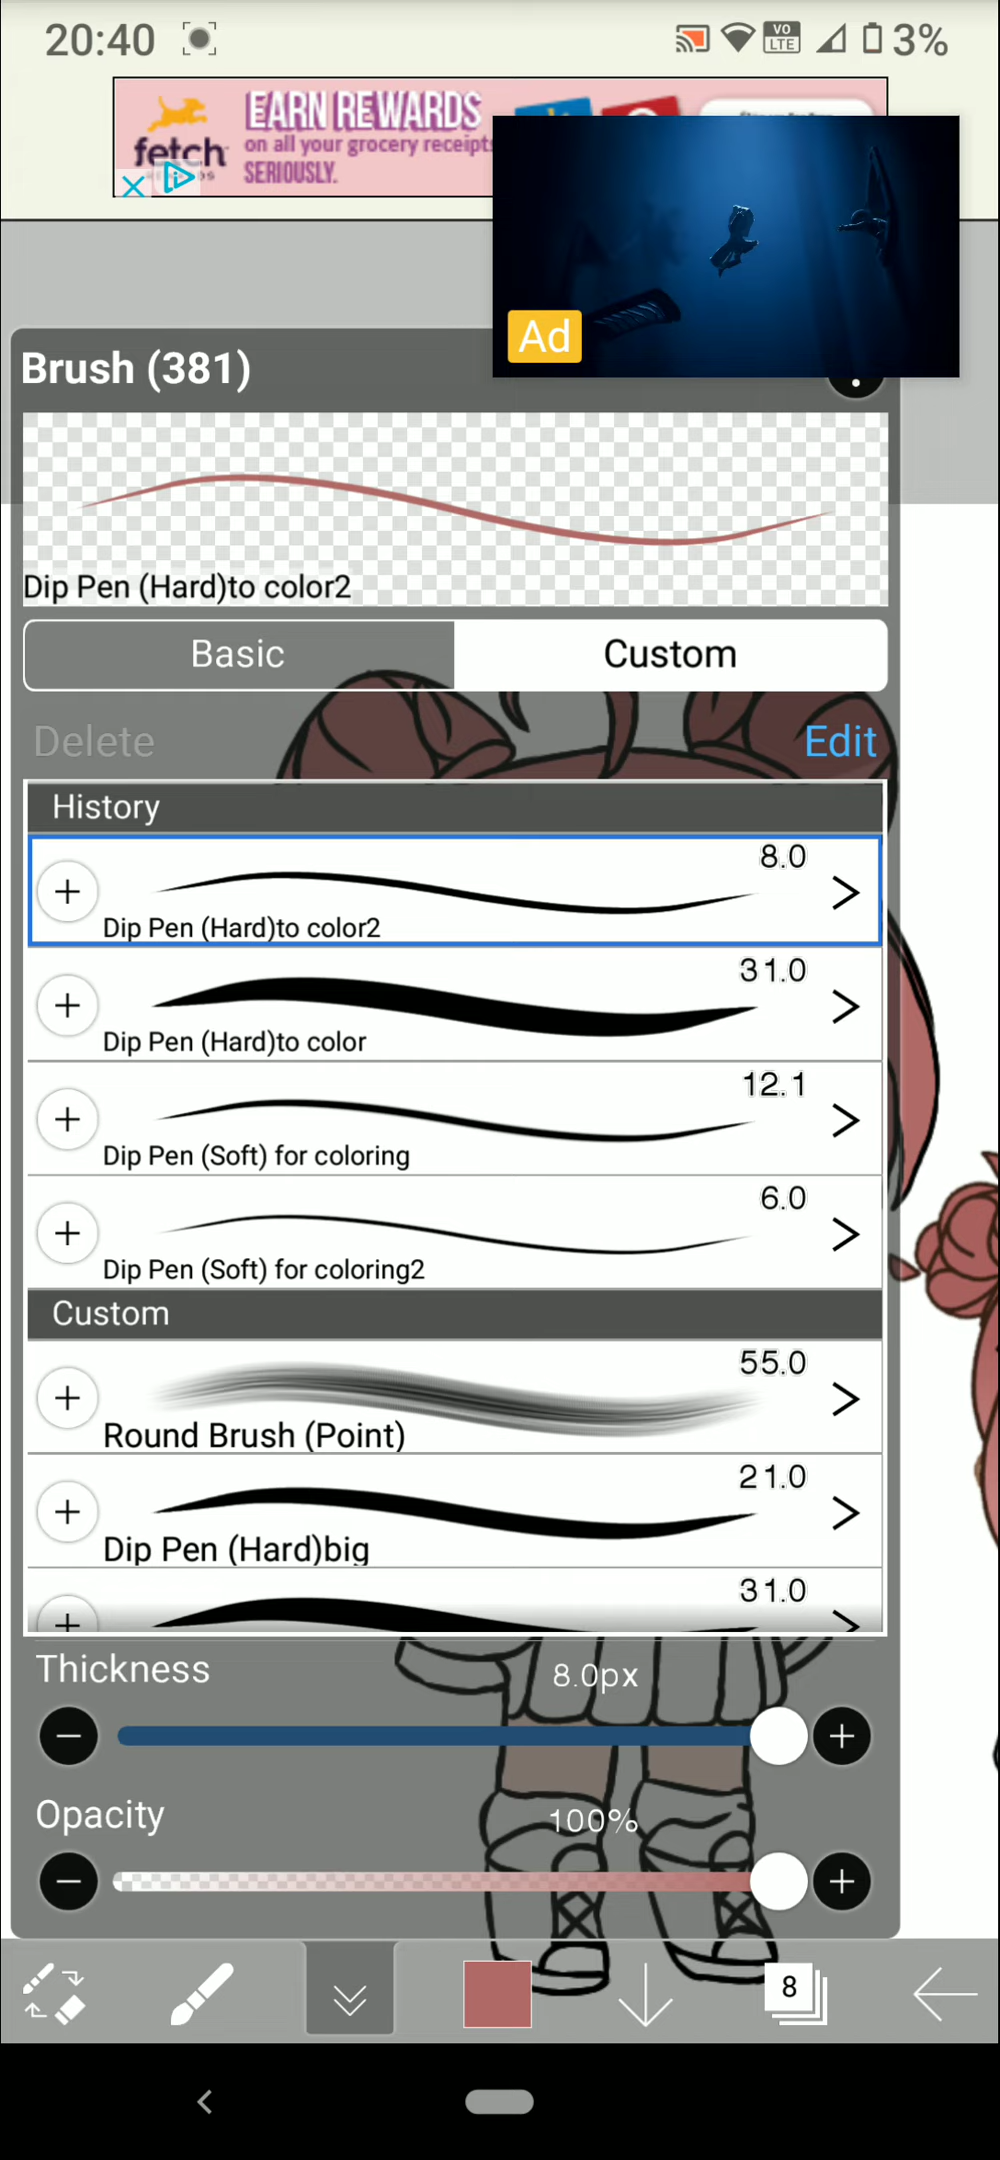 20:40
VO
LTE
3%
EARN REWARDS
fetch
on all your grocery receipts
SERIOUSLY.
Ad
Brush (381)
Dip Pen (Hard)to color2
Basic
Custom
Delete
Edit
History
8.0
Dip Pen (Hard)to color2
31.0
Dip Pen (Hard)to color
12.1
Dip Pen (Soft) for coloring
6.0
Dip Pen (Soft) for coloring2
Custom
55.0
Round Brush (Point)
21.0
Dip Pen (Hard)big
31.0
Thickness
8.0px
Opacity
100%
8